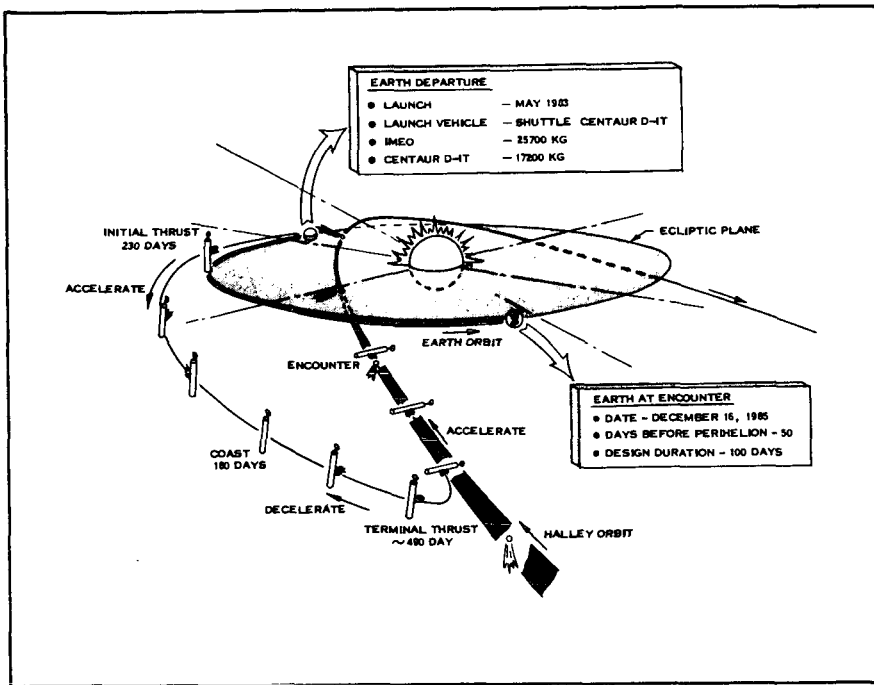 EARTH DEPARTURE
• LAUNCH — MAY 1983
• LAUNCH VEHICLE — SHUTTLE CENTAUR D-IT
• IMEO — 25700 KG
• CENTAUR D-IT — 17200 KG
INITIAL THRUST
230 DAYS
ECLIPTIC PLANE
ACCELERATE
EARTH ORBIT
ENCOUNTER
EARTH AT ENCOUNTER
• DATE – DECEMBER 16, 1985
• DAYS BEFORE PERIHELION – 50
• DESIGN DURATION – 100 DAYS
ACCELERATE
COAST
180 DAYS
DECELERATE
TERMINAL THRUST
~490 DAY
HALLEY ORBIT